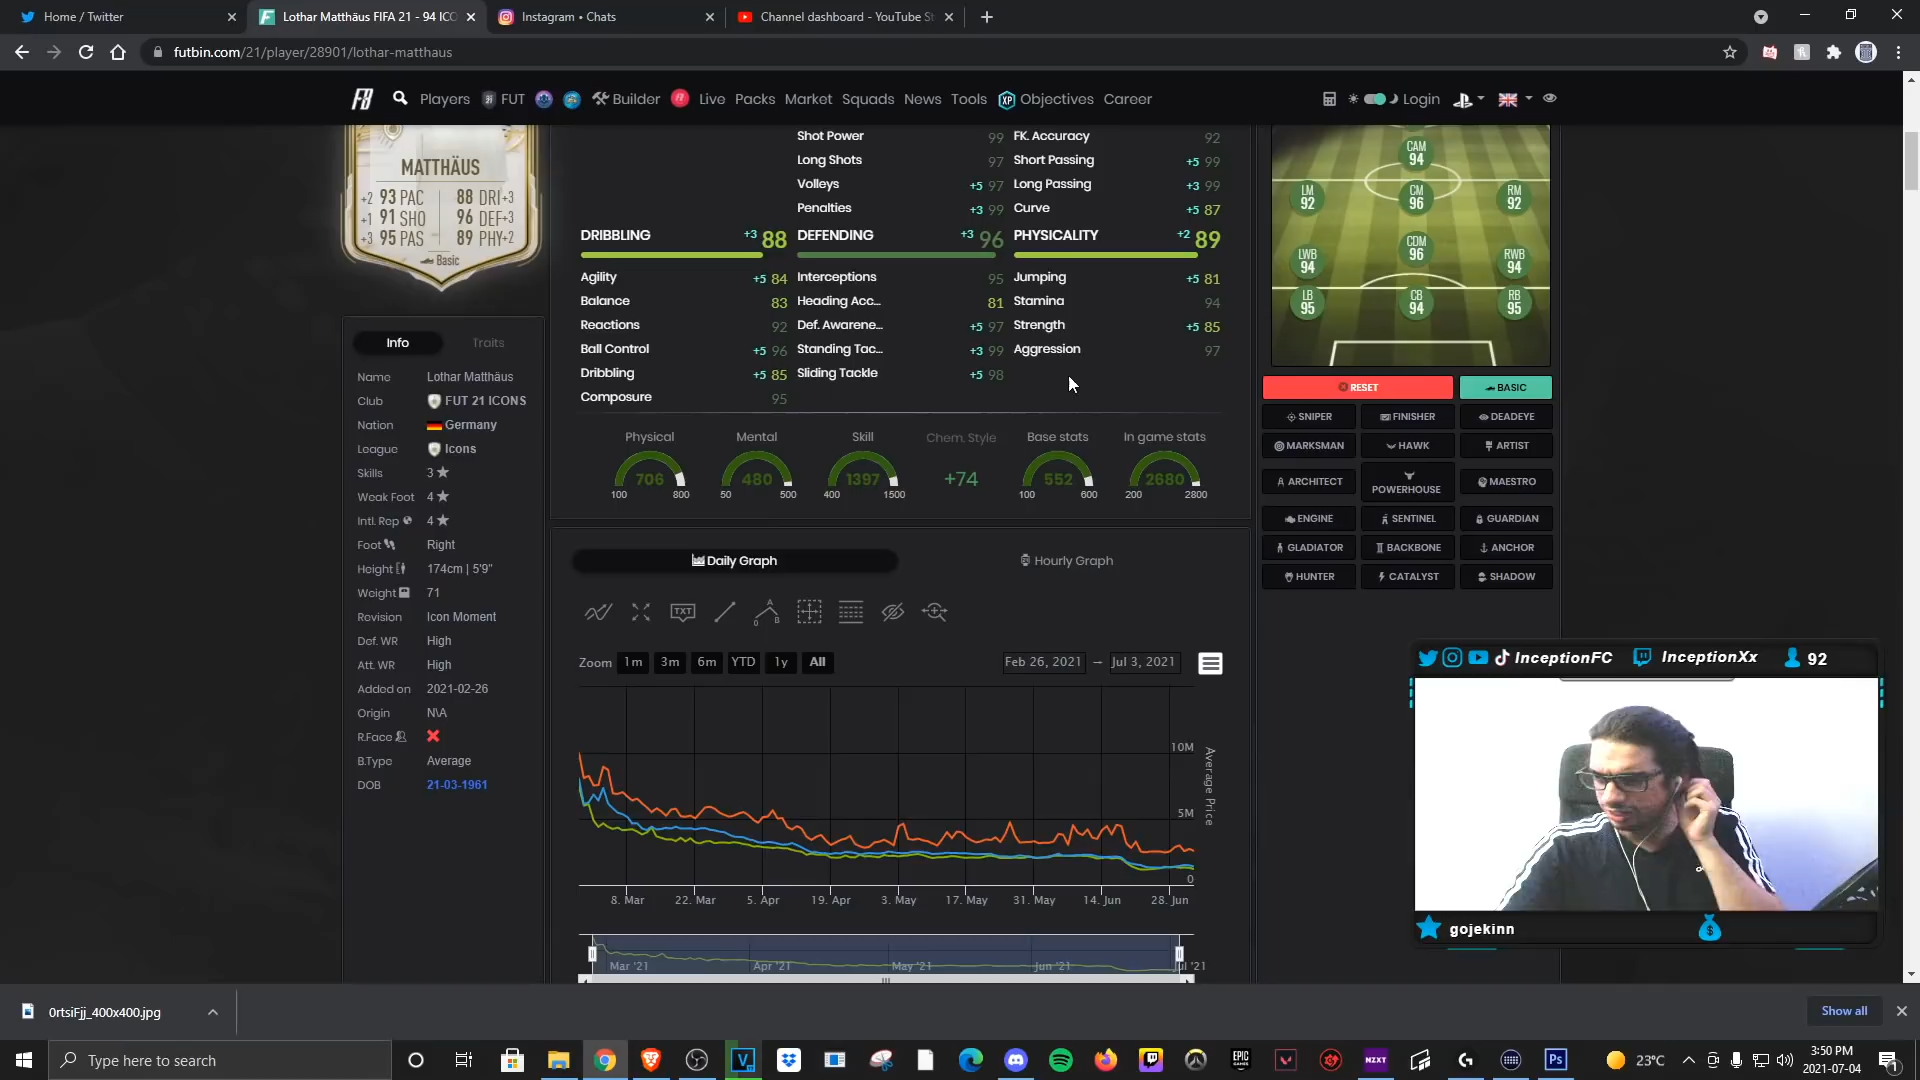 Home / Twitter
Lothar Matthäus FIFA 21 - 94 ICO
Instagram • Chats
Channel dashboard - YouTube St
futbin.com/21/player/28901/lothar-matthaus
Players FUT Builder Live Packs Market Squads News Tools XP Objectives Career Login
MATTHÄUS
+2 93 PAC 88 DRI+3
+1 91 SHO 96 DEF+3
+3 95 PAS 89 PHY+2
Basic
Shot Power 99 FK. Accuracy 92
Long Shots 97 Short Passing +5 99
Volleys +5 97 Long Passing +3 99
Penalties +3 99 Curve +5 87
DRIBBLING +3 88 DEFENDING +3 96 PHYSICALITY +2 89
Agility +5 84 Interceptions 95 Jumping +5 81
Balance 83 Heading Acc... 81 Stamina 94
Reactions 92 Def. Awarene... +5 97 Strength +5 85
Ball Control +5 96 Standing Tac... +3 99 Aggression 97
Dribbling +5 85 Sliding Tackle +5 98
Composure 95
Physical Mental Skill Chem. Style Base stats In game stats
706 480 1397 +74 552 2680
100 800 50 500 400 1500 100 600 200 2800
CAM
94
LM
92
CM
96
RM
92
LWB
94
CDM
96
RWB
94
LB
95
CB
94
RB
95
RESET BASIC
SNIPER FINISHER DEADEYE
MARKSMAN HAWK ARTIST
ARCHITECT POWERHOUSE MAESTRO
ENGINE SENTINEL GUARDIAN
GLADIATOR BACKBONE ANCHOR
HUNTER CATALYST SHADOW
Info Traits
Name Lothar Matthäus
Club FUT 21 ICONS
Nation Germany
League Icons
Skills 3
Weak Foot 4
Intl. Rep 4
Foot Right
Height 174cm | 5'9"
Weight 71
Revision Icon Moment
Def. WR High
Att. WR High
Added on 2021-02-26
Origin N\A
R.Face
B.Type Average
DOB 21-03-1961
Daily Graph Hourly Graph
TXT
Zoom 1m 3m 6m YTD 1y All Feb 26, 2021 → Jul 3, 2021
10M
5M
0
Average Price
8. Mar 22. Mar 5. Apr 19. Apr 3. May 17. May 31. May 14. Jun 28. Jun
Mar '21 Apr '21 May '21 Jun '21 Jul '21
InceptionFC InceptionXx 92
gojekinn
0rtsiFjj_400x400.jpg
Show all
Type here to search
EPIC GAMES
NZXT
Ps
23°C
3:50 PM
2021-07-04
1